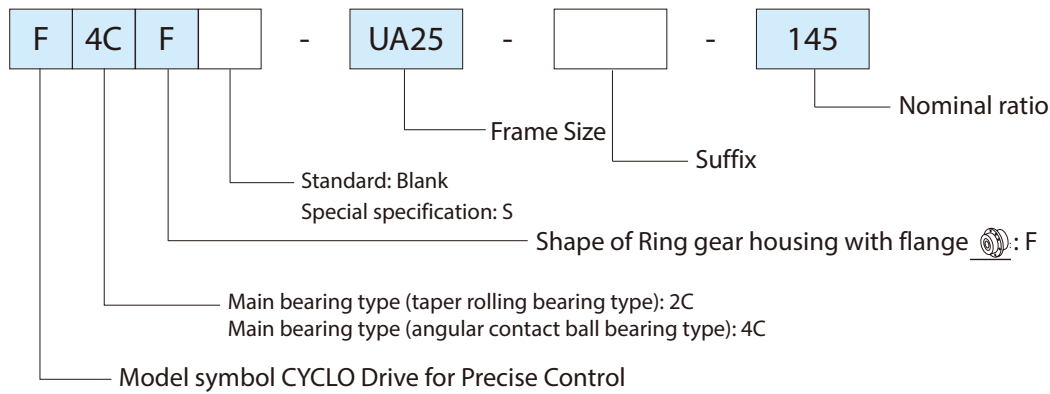 F 4C F - UA25 - - 145
Nominal ratio
Frame Size
Suffix
Standard: Blank
Special specification: S
Shape of Ring gear housing with flange : F
Main bearing type (taper rolling bearing type): 2C
Main bearing type (angular contact ball bearing type): 4C
Model symbol CYCLO Drive for Precise Control